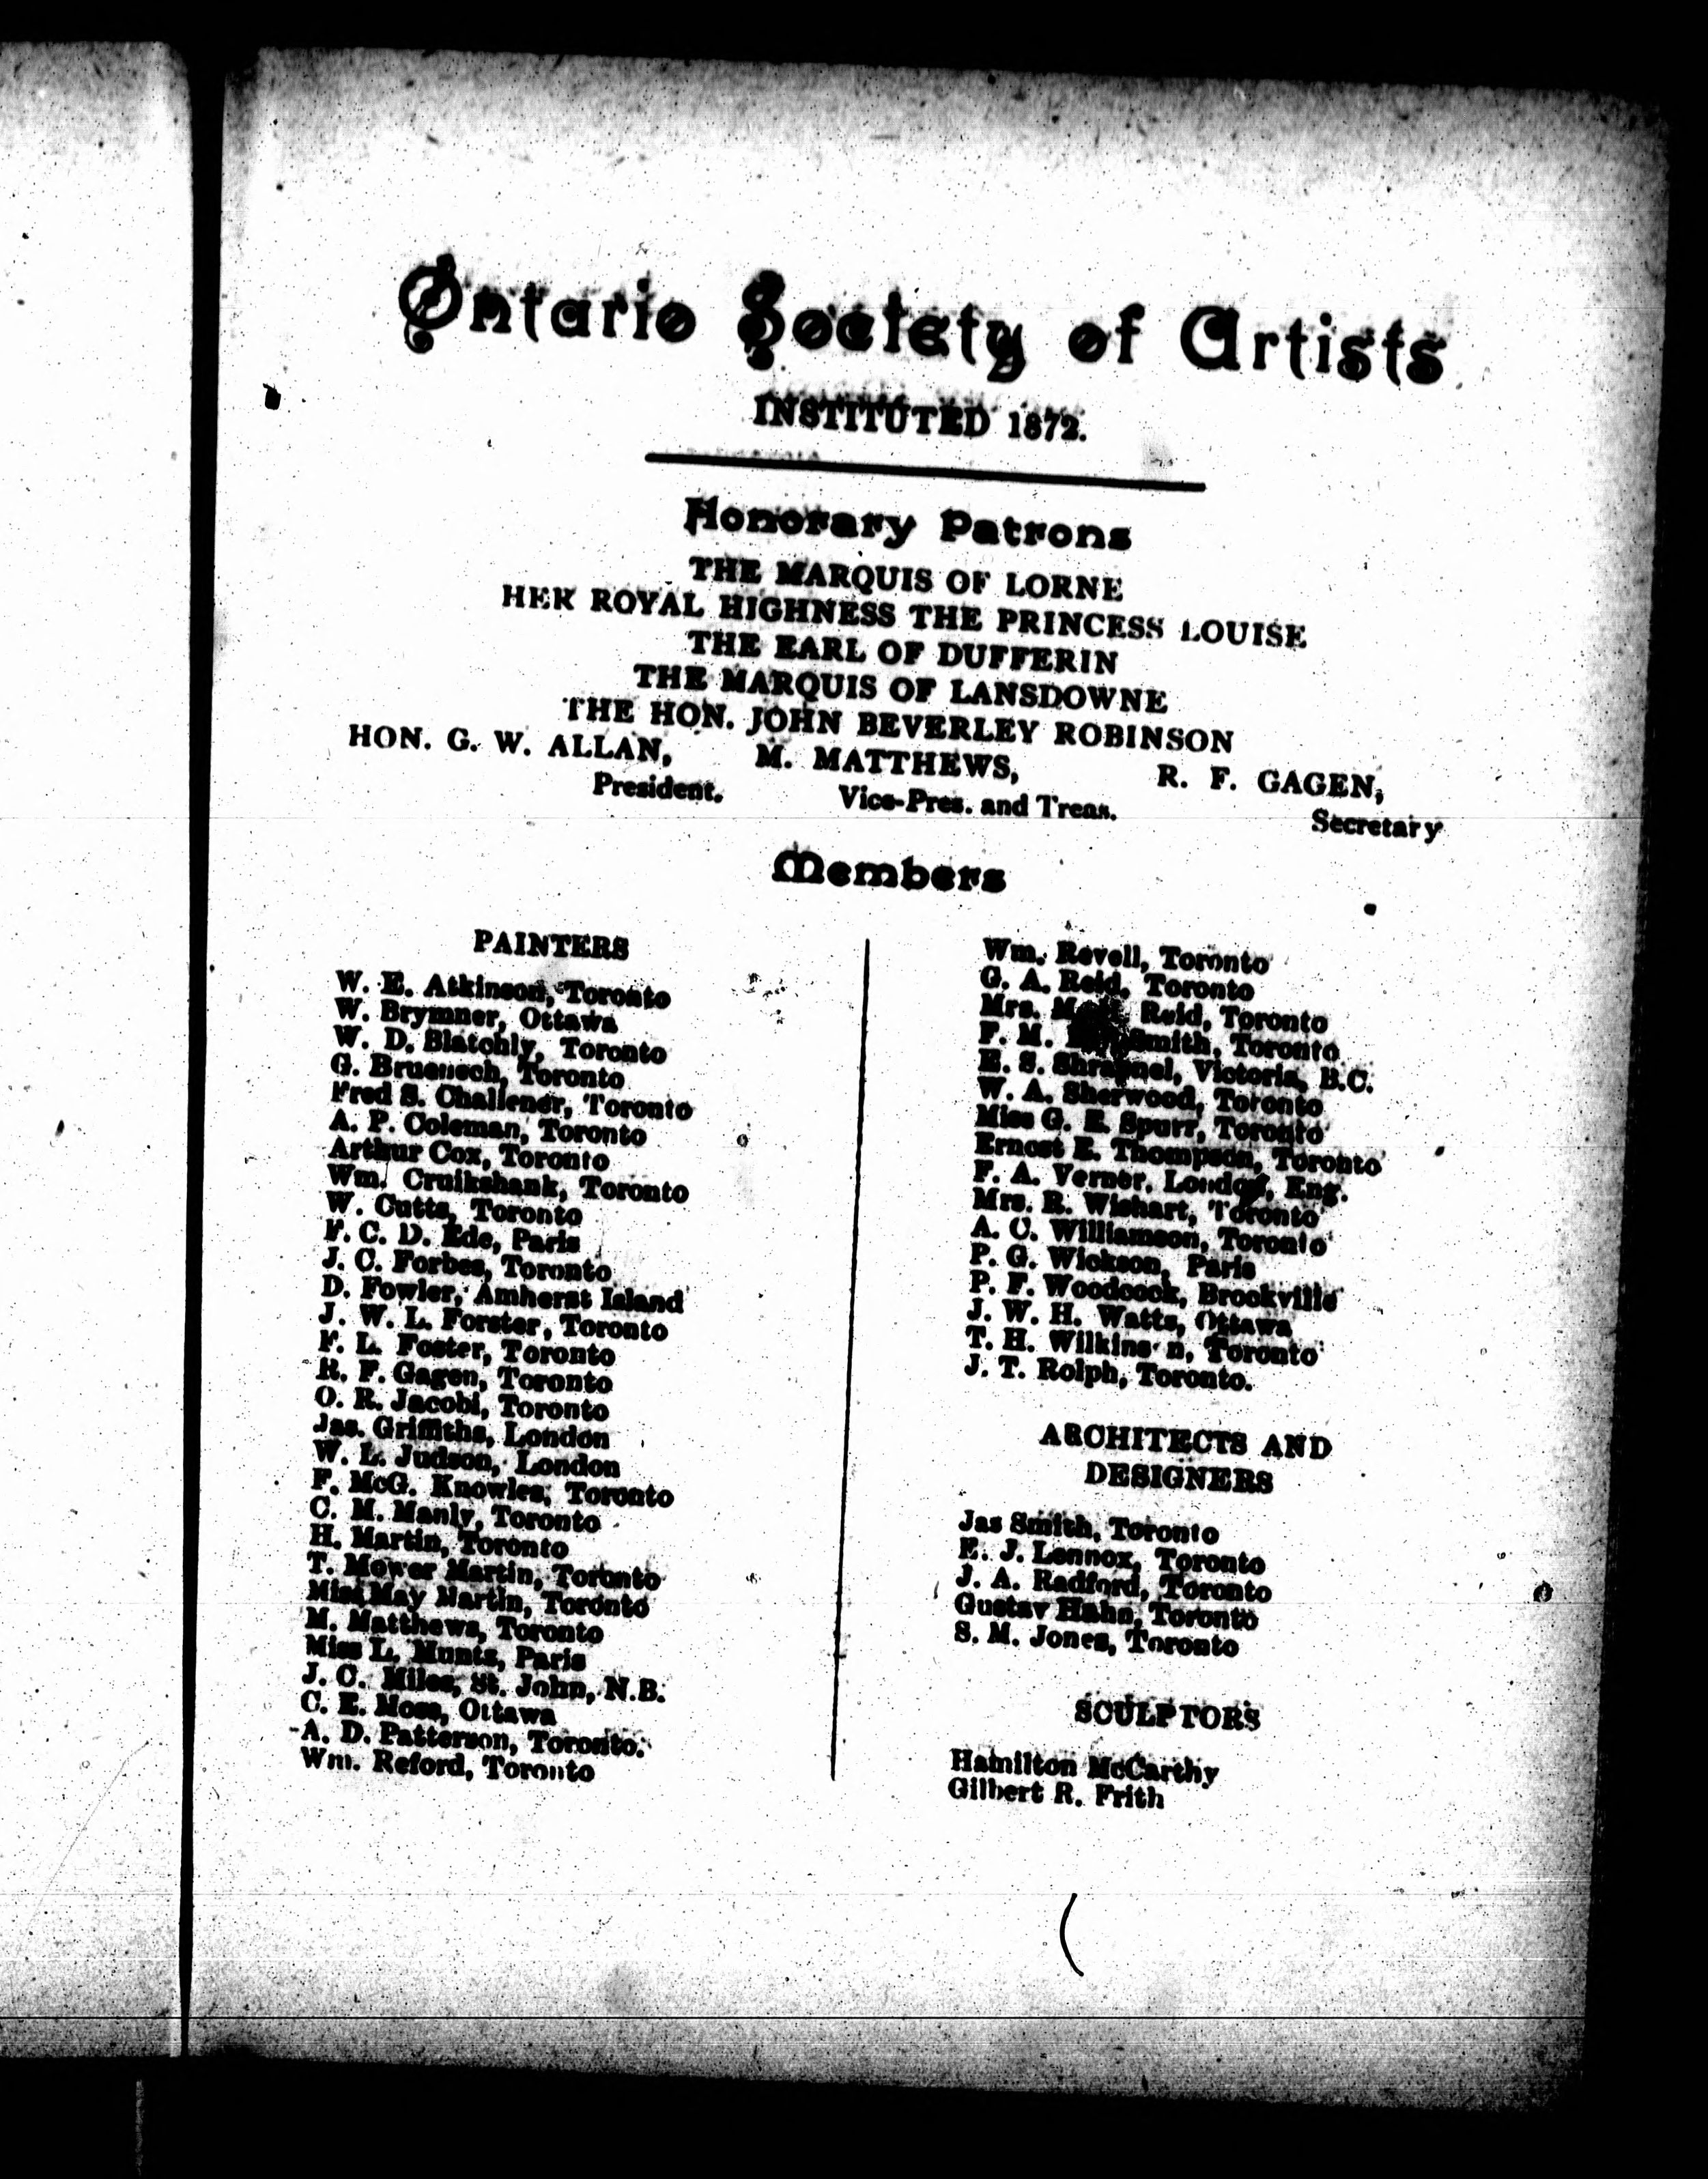 Ontario Society of Artists
INSTITUTED 1872.
Honorary Patrons
THE MARQUIS OF LORNE
HER ROYAL HIGHNESS THE PRINCESS LOUISE
THE EARL OF DUFFERIN
THE MARQUIS OF LANSDOWNE
THE HON. JOHN BEVERLEY ROBINSON
HON. G. W. ALLAN, M. MATTHEWS, R. F. GAGEN,
President. Vice-Pres. and Treas. Secretary
Members
PAINTERS
W. E. Atkinson, Toronto
W. Brymner, Ottawa
W. D. Blatchly, Toronto
G. Bruenech, Toronto
Fred S. Challener, Toronto
A. P. Coleman, Toronto
Arthur Cox, Toronto
Wm. Cruikshank, Toronto
W. Cutts, Toronto
F. C. D. Ede, Paris
J. C. Forbes, Toronto
D. Fowler, Amherst Island
J. W. L. Forster, Toronto
F. L. Foster, Toronto
R. F. Gagen, Toronto
O. R. Jacobi, Toronto
Jas. Griffiths, London
W. L. Judson, London
F. McG. Knowles, Toronto
C. M. Manly, Toronto
H. Martin, Toronto
T. Mower Martin, Toronto
Miss May Martin, Toronto
M. Matthews, Toronto
Miss L. Muntz, Paris
J. C. Miles, St. John, N.B.
C. E. Moss, Ottawa
A. D. Patterson, Toronto.
Wm. Reford, Toronto
Wm. Revell, Toronto
G. A. Reid, Toronto
Mrs. Reid, Toronto
F. M. Smith, Toronto
E. S. Shrapnel, Victoria, B.C.
W. A. Sherwood, Toronto
Miss G. E. Spurr, Toronto
Ernest E. Thompson, Toronto
F. A. Verner, London, Eng.
Mrs. R. Wishart, Toronto
A. C. Williamson, Toronto
P. G. Wickson, Paris
P. F. Woodcock, Brockville
J. W. H. Watts, Ottawa
T. H. Wilkins n, Toronto
J. T. Rolph, Toronto.
ARCHITECTS AND
DESIGNERS
Jas Smith, Toronto
E. J. Lennox, Toronto
J. A. Radford, Toronto
Gustav Hahn, Toronto
S. M. Jones, Toronto
SCULPTORS
Hamilton McCarthy
Gilbert R. Frith